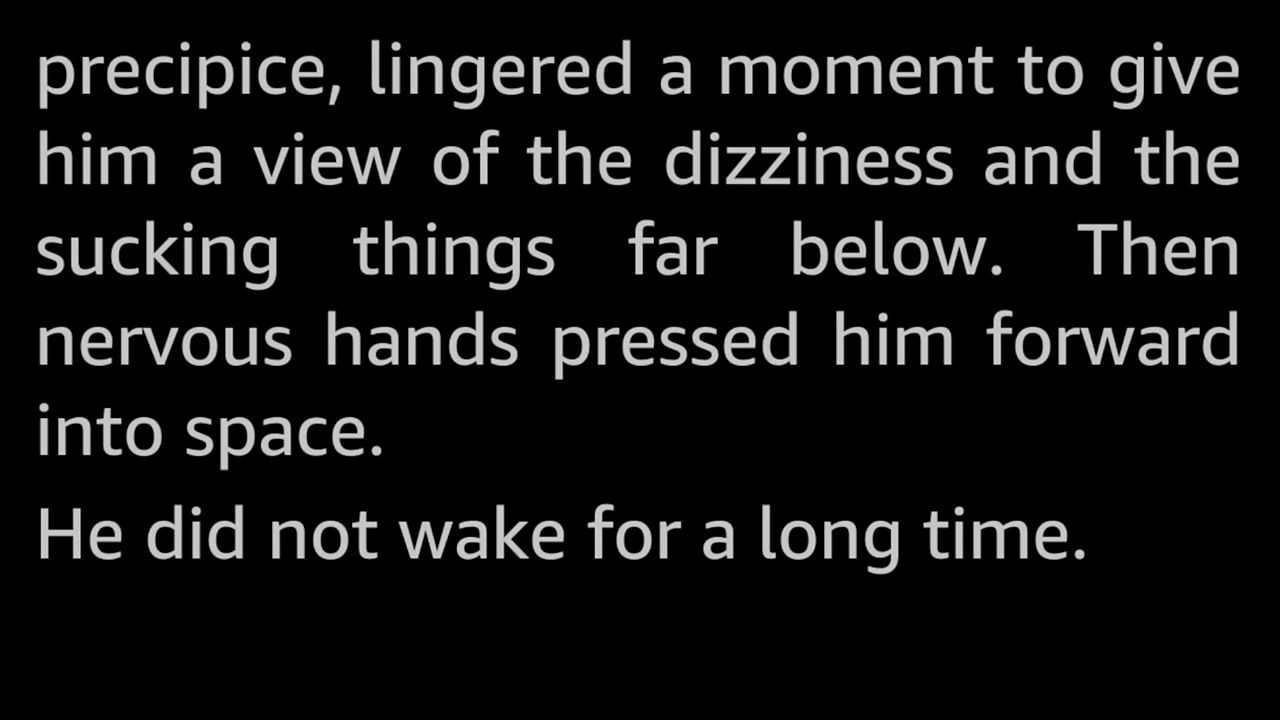 precipice, lingered a moment to give
him a view of the dizziness and the
sucking things far below. Then
nervous hands pressed him forward
into space.
He did not wake for a long time.